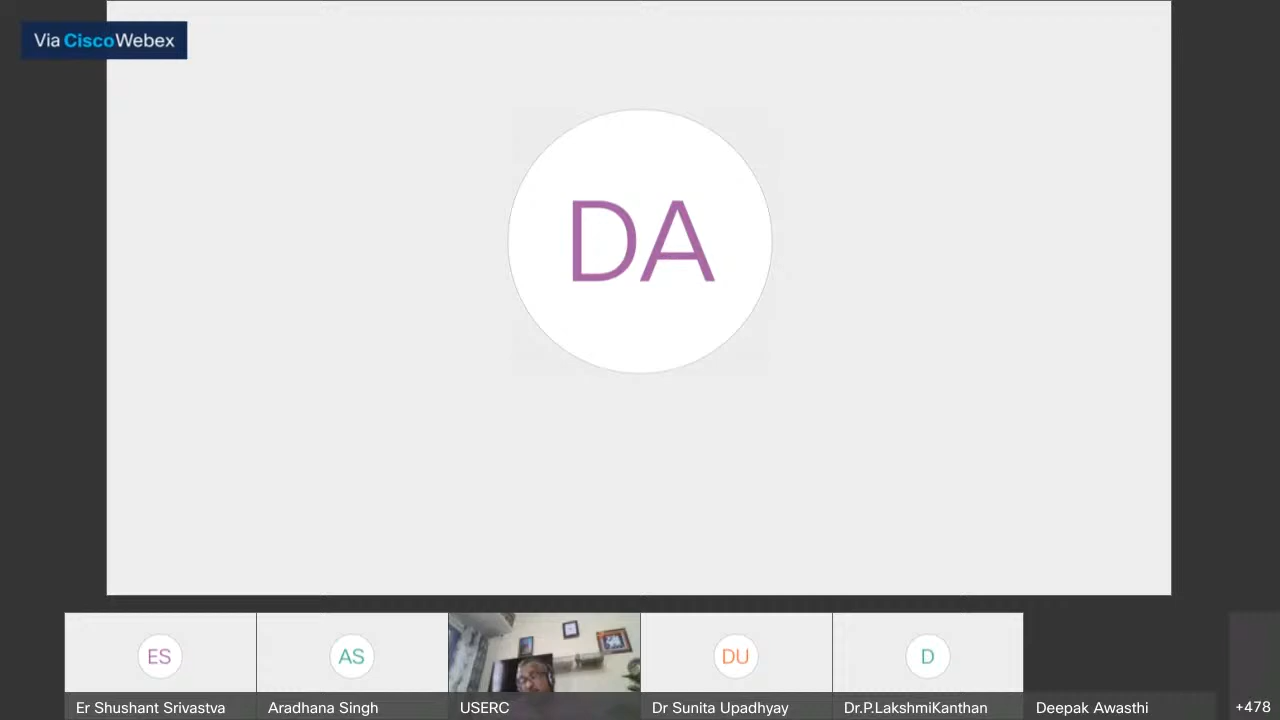 Via CiscoWebex
DA
ES
AS
DU
D
Er Shushant Srivastva
Aradhana Singh
USERC
Dr Sunita Upadhyay
Dr.P.LakshmiKanthan
Deepak Awasthi
+478